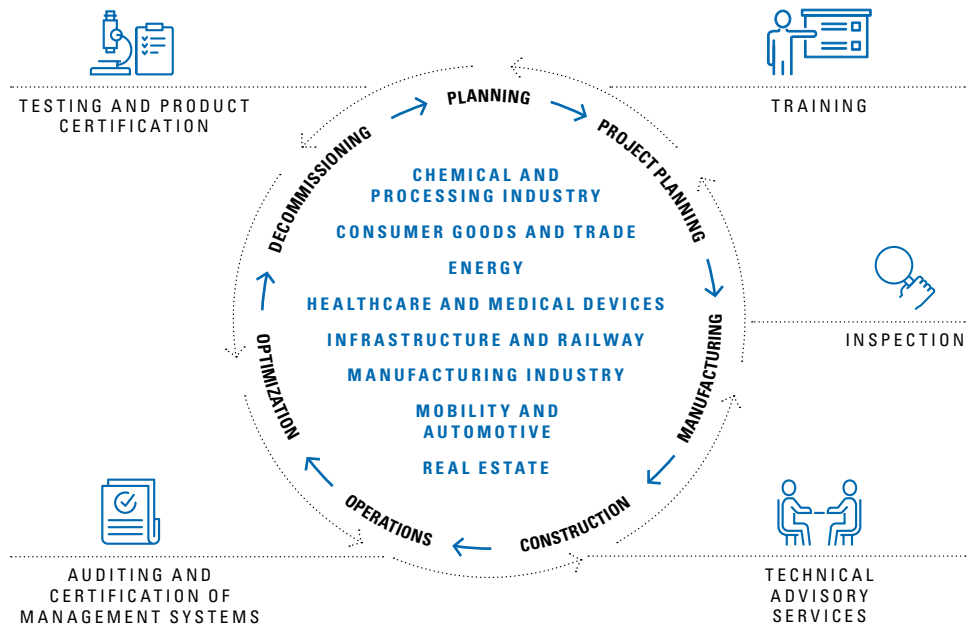 TESTING AND PRODUCT
CERTIFICATION
TRAINING
INSPECTION
TECHNICAL
ADVISORY
SERVICES
AUDITING AND
CERTIFICATION OF
MANAGEMENT SYSTEMS
PLANNING
PROJECT PLANNING
MANUFACTURING
CONSTRUCTION
OPERATIONS
OPTIMIZATION
DECOMMISSIONING
CHEMICAL AND
PROCESSING INDUSTRY
CONSUMER GOODS AND TRADE
ENERGY
HEALTHCARE AND MEDICAL DEVICES
INFRASTRUCTURE AND RAILWAY
MANUFACTURING INDUSTRY
MOBILITY AND
AUTOMOTIVE
REAL ESTATE